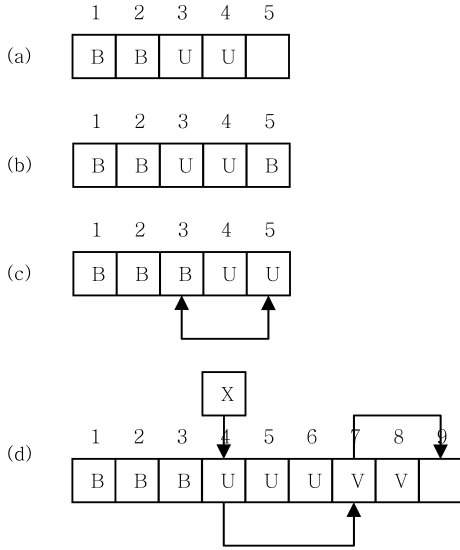 1 2 3 4 5
(a) B B U U
1 2 3 4 5
(b) B B U U B
1 2 3 4 5
(c) B B B U U
X
1 2 3 4 5 6 7 8 9
(d) B B B U U U V V